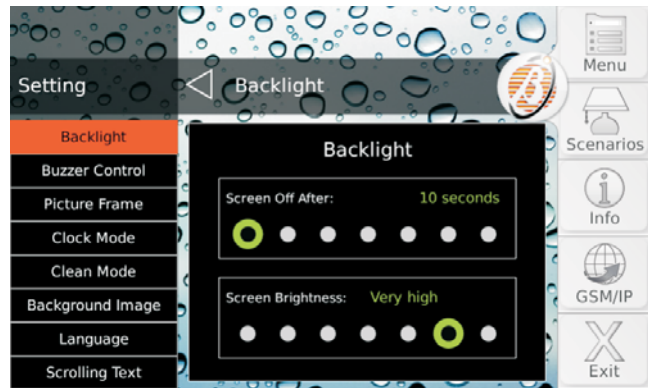 Setting
Backlight
Backlight
Buzzer Control
Picture Frame
Clock Mode
Clean Mode
Background Image
Language
Scrolling Text
Backlight
Screen Off After: 10 seconds
Screen Brightness: Very high
B
Menu
Scenarios
i
Info
GSM/IP
X
Exit